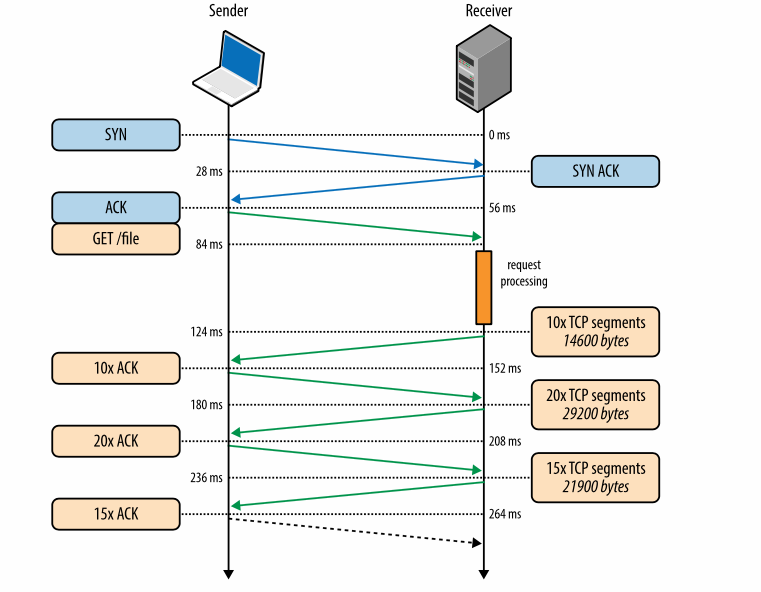 Sender
Receiver
SYN
0 ms
28 ms
SYN ACK
ACK
56 ms
GET /file
84 ms
request
processing
124 ms
10x TCP segments
14600 bytes
10x ACK
152 ms
180 ms
20x TCP segments
29200 bytes
20x ACK
208 ms
236 ms
15x TCP segments
21900 bytes
15x ACK
264 ms